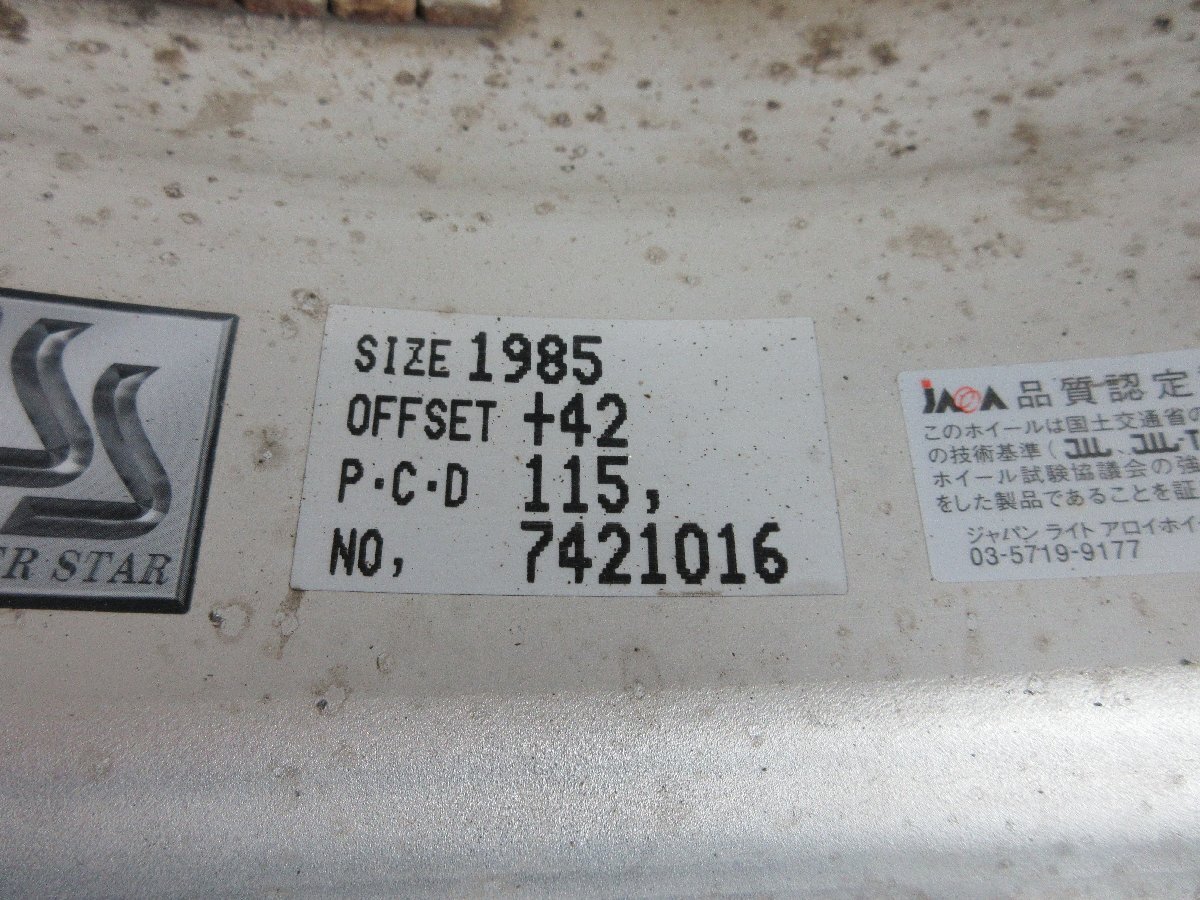 STAR
SIZE 1985
OFFSET +42
P·C·D 115,
NO, 7421016
JAWA 品質認定
このホイールは国土交通省の
の技術基準(JWL、JWL-T
ホイール試験協議会の強
をした製品であることを証
ジャパン ライト アロイホイ
03-5719-9177